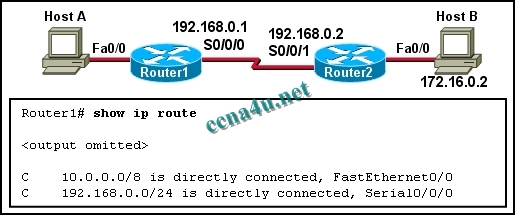 Host A
192.168.0.1
192.168.0.2
Host B
Fa0/0
S0/0/0
S0/0/1
Fa0/0
Router1
Router2
172.16.0.2
ccna4u.net
Router1# show ip route
<output omitted>
C 10.0.0.0/8 is directly connected, FastEthernet0/0
C 192.168.0.0/24 is directly connected, Serial0/0/0